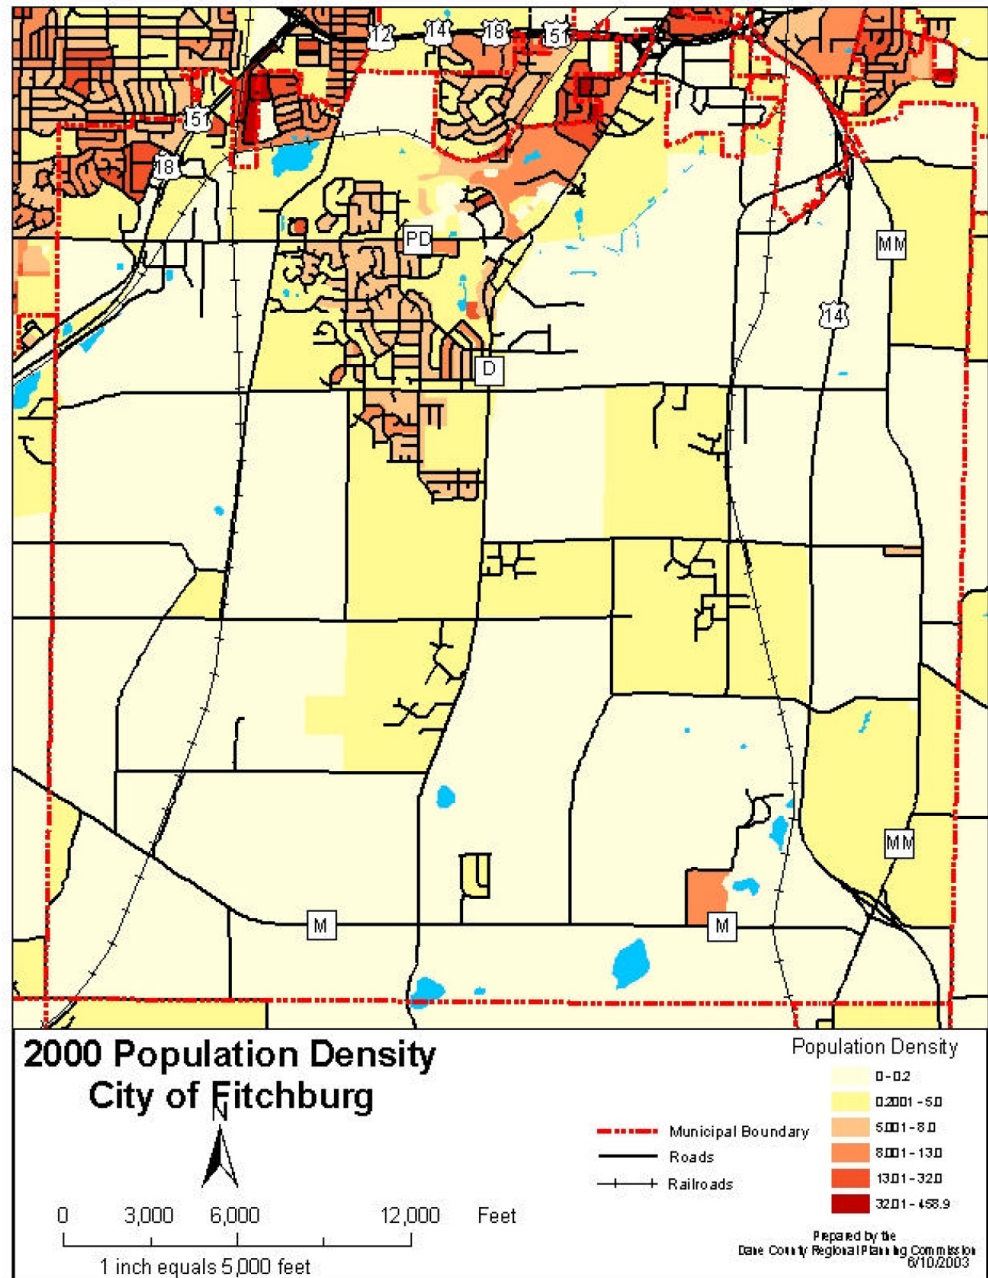 12
14
18
151
151
18
PD
MM
14
D
MM
M
M
2000 Population Density
City of Fitchburg
N
0 3,000 6,000 12,000 Feet
1 inch equals 5,000 feet
Municipal Boundary
Roads
Railroads
Population Density
0 - 0.2
0.2001 - 5.0
5.001 - 8.0
8.001 - 13.0
13.01 - 32.0
32.01 - 458.9
Prepared by the
Dane County Regional Planning Commission
6/10/2003